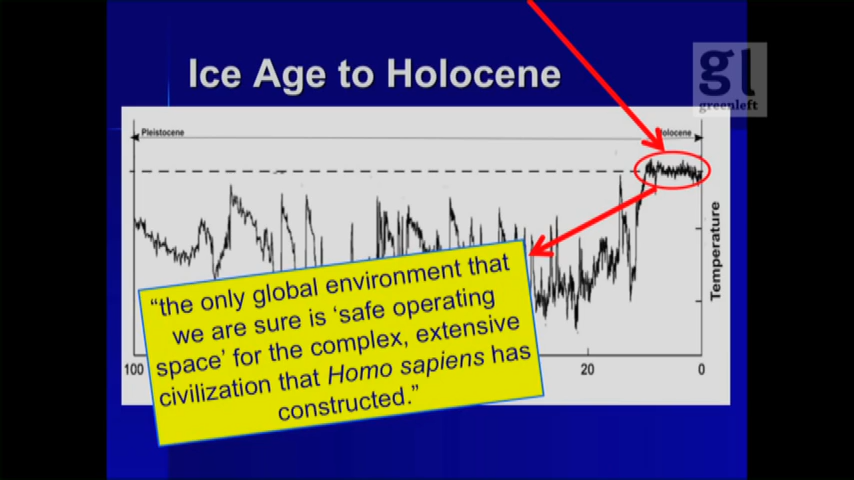 Ice Age to Holocene
gl
greenleft
Pleistocene
Holocene
Temperature
“the only global environment that
we are sure is ‘safe operating
space’ for the complex, extensive
civilization that Homo sapiens has
constructed.”
100
20
0